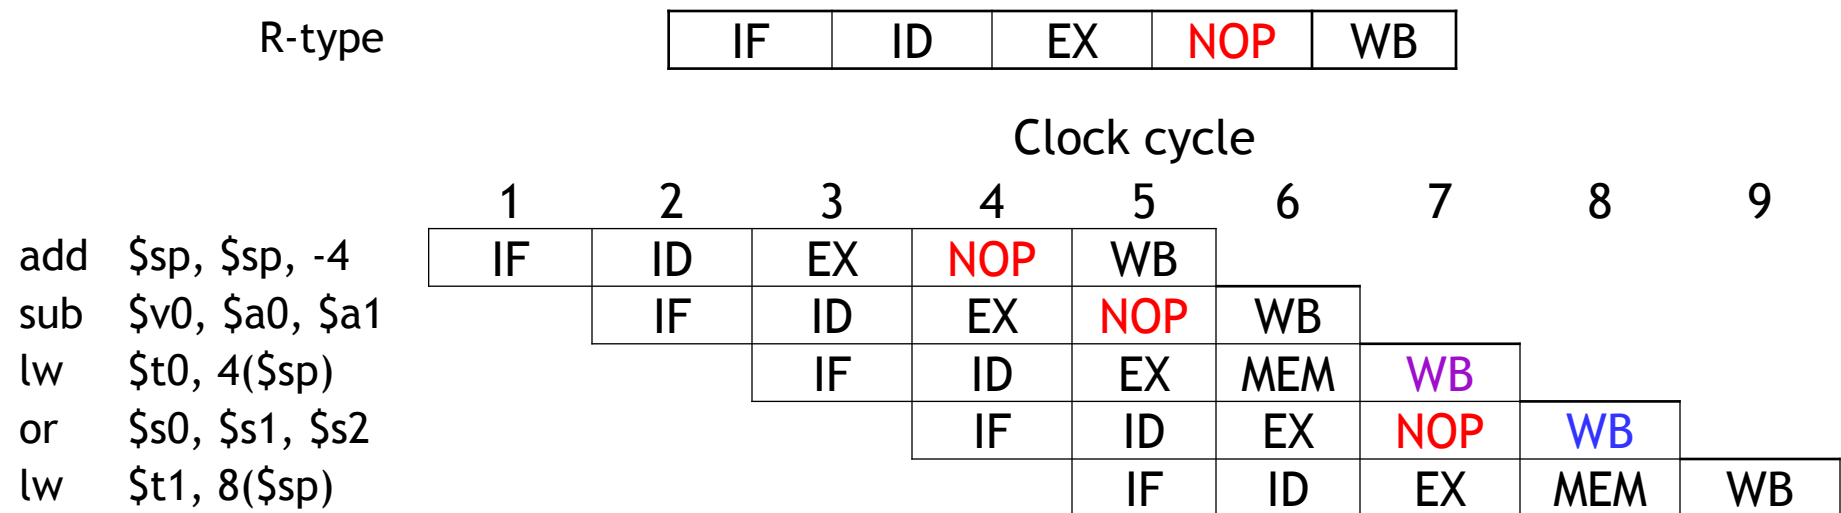 R-type IF ID EX NOP WB
Clock cycle
1 2 3 4 5 6 7 8 9
add $sp, $sp, -4 IF ID EX NOP WB
sub $v0, $a0, $a1 IF ID EX NOP WB
lw $t0, 4($sp) IF ID EX MEM WB
or $s0, $s1, $s2 IF ID EX NOP WB
lw $t1, 8($sp) IF ID EX MEM WB